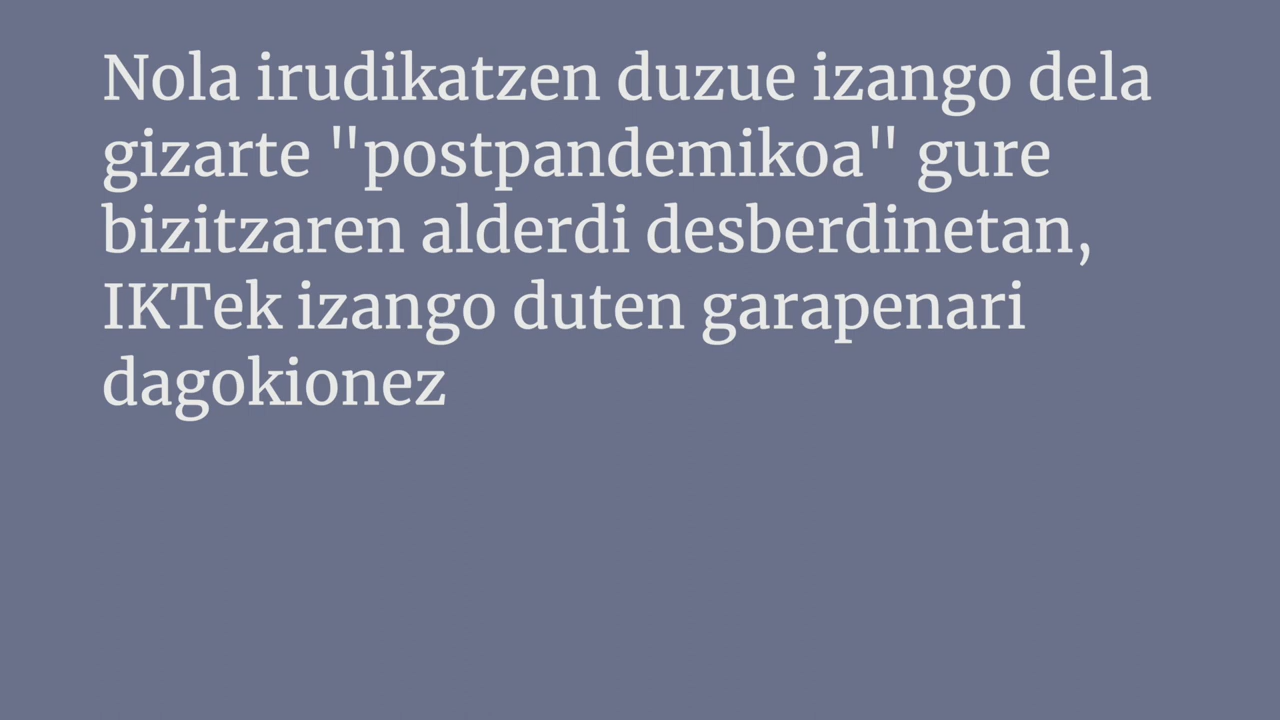 Nola irudikatzen duzue izango dela
gizarte "postpandemikoa" gure
bizitzaren alderdi desberdinetan,
IKTek izango duten garapenari
dagokionez